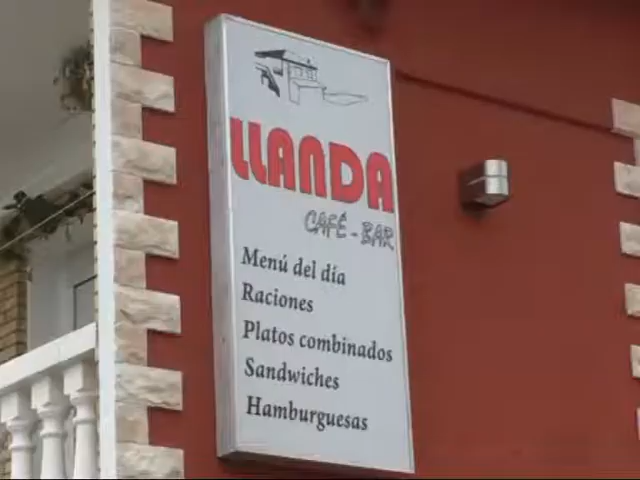 LLANDA
CAFÉ - BAR
Menú del día
Raciones
Platos combinados
Sandwiches
Hamburguesas